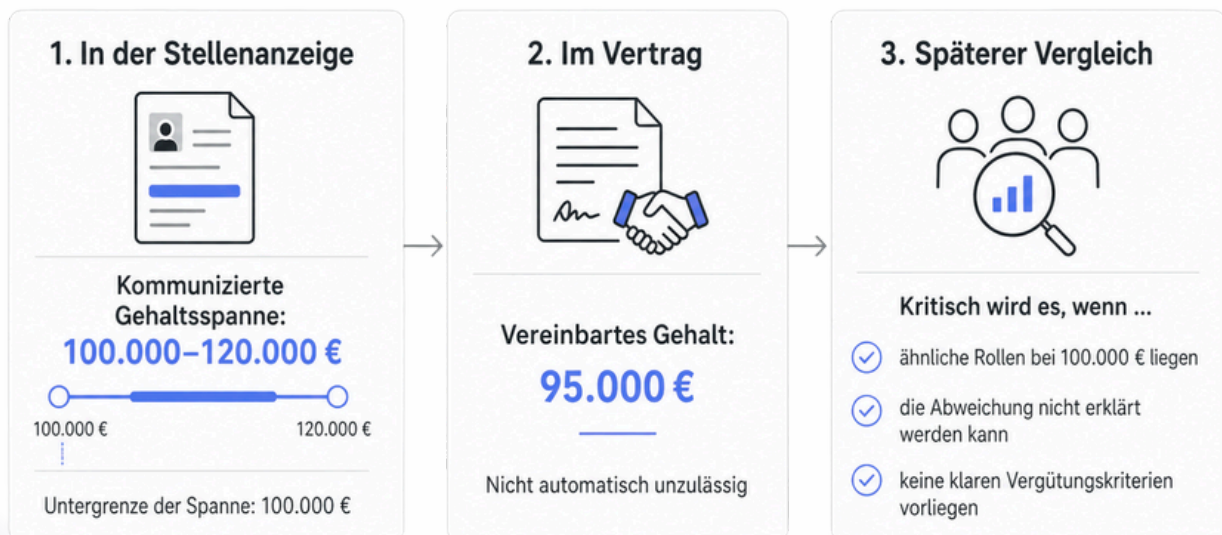 1. In der Stellenanzeige
Kommunizierte
Gehaltsspanne:
100.000–120.000 €
100.000 €
120.000 €
Untergrenze der Spanne: 100.000 €
2. Im Vertrag
Vereinbartes Gehalt:
95.000 €
Nicht automatisch unzulässig
3. Späterer Vergleich
Kritisch wird es, wenn ...
ähnliche Rollen bei 100.000 € liegen
die Abweichung nicht erklärt
werden kann
keine klaren Vergütungskriterien
vorliegen